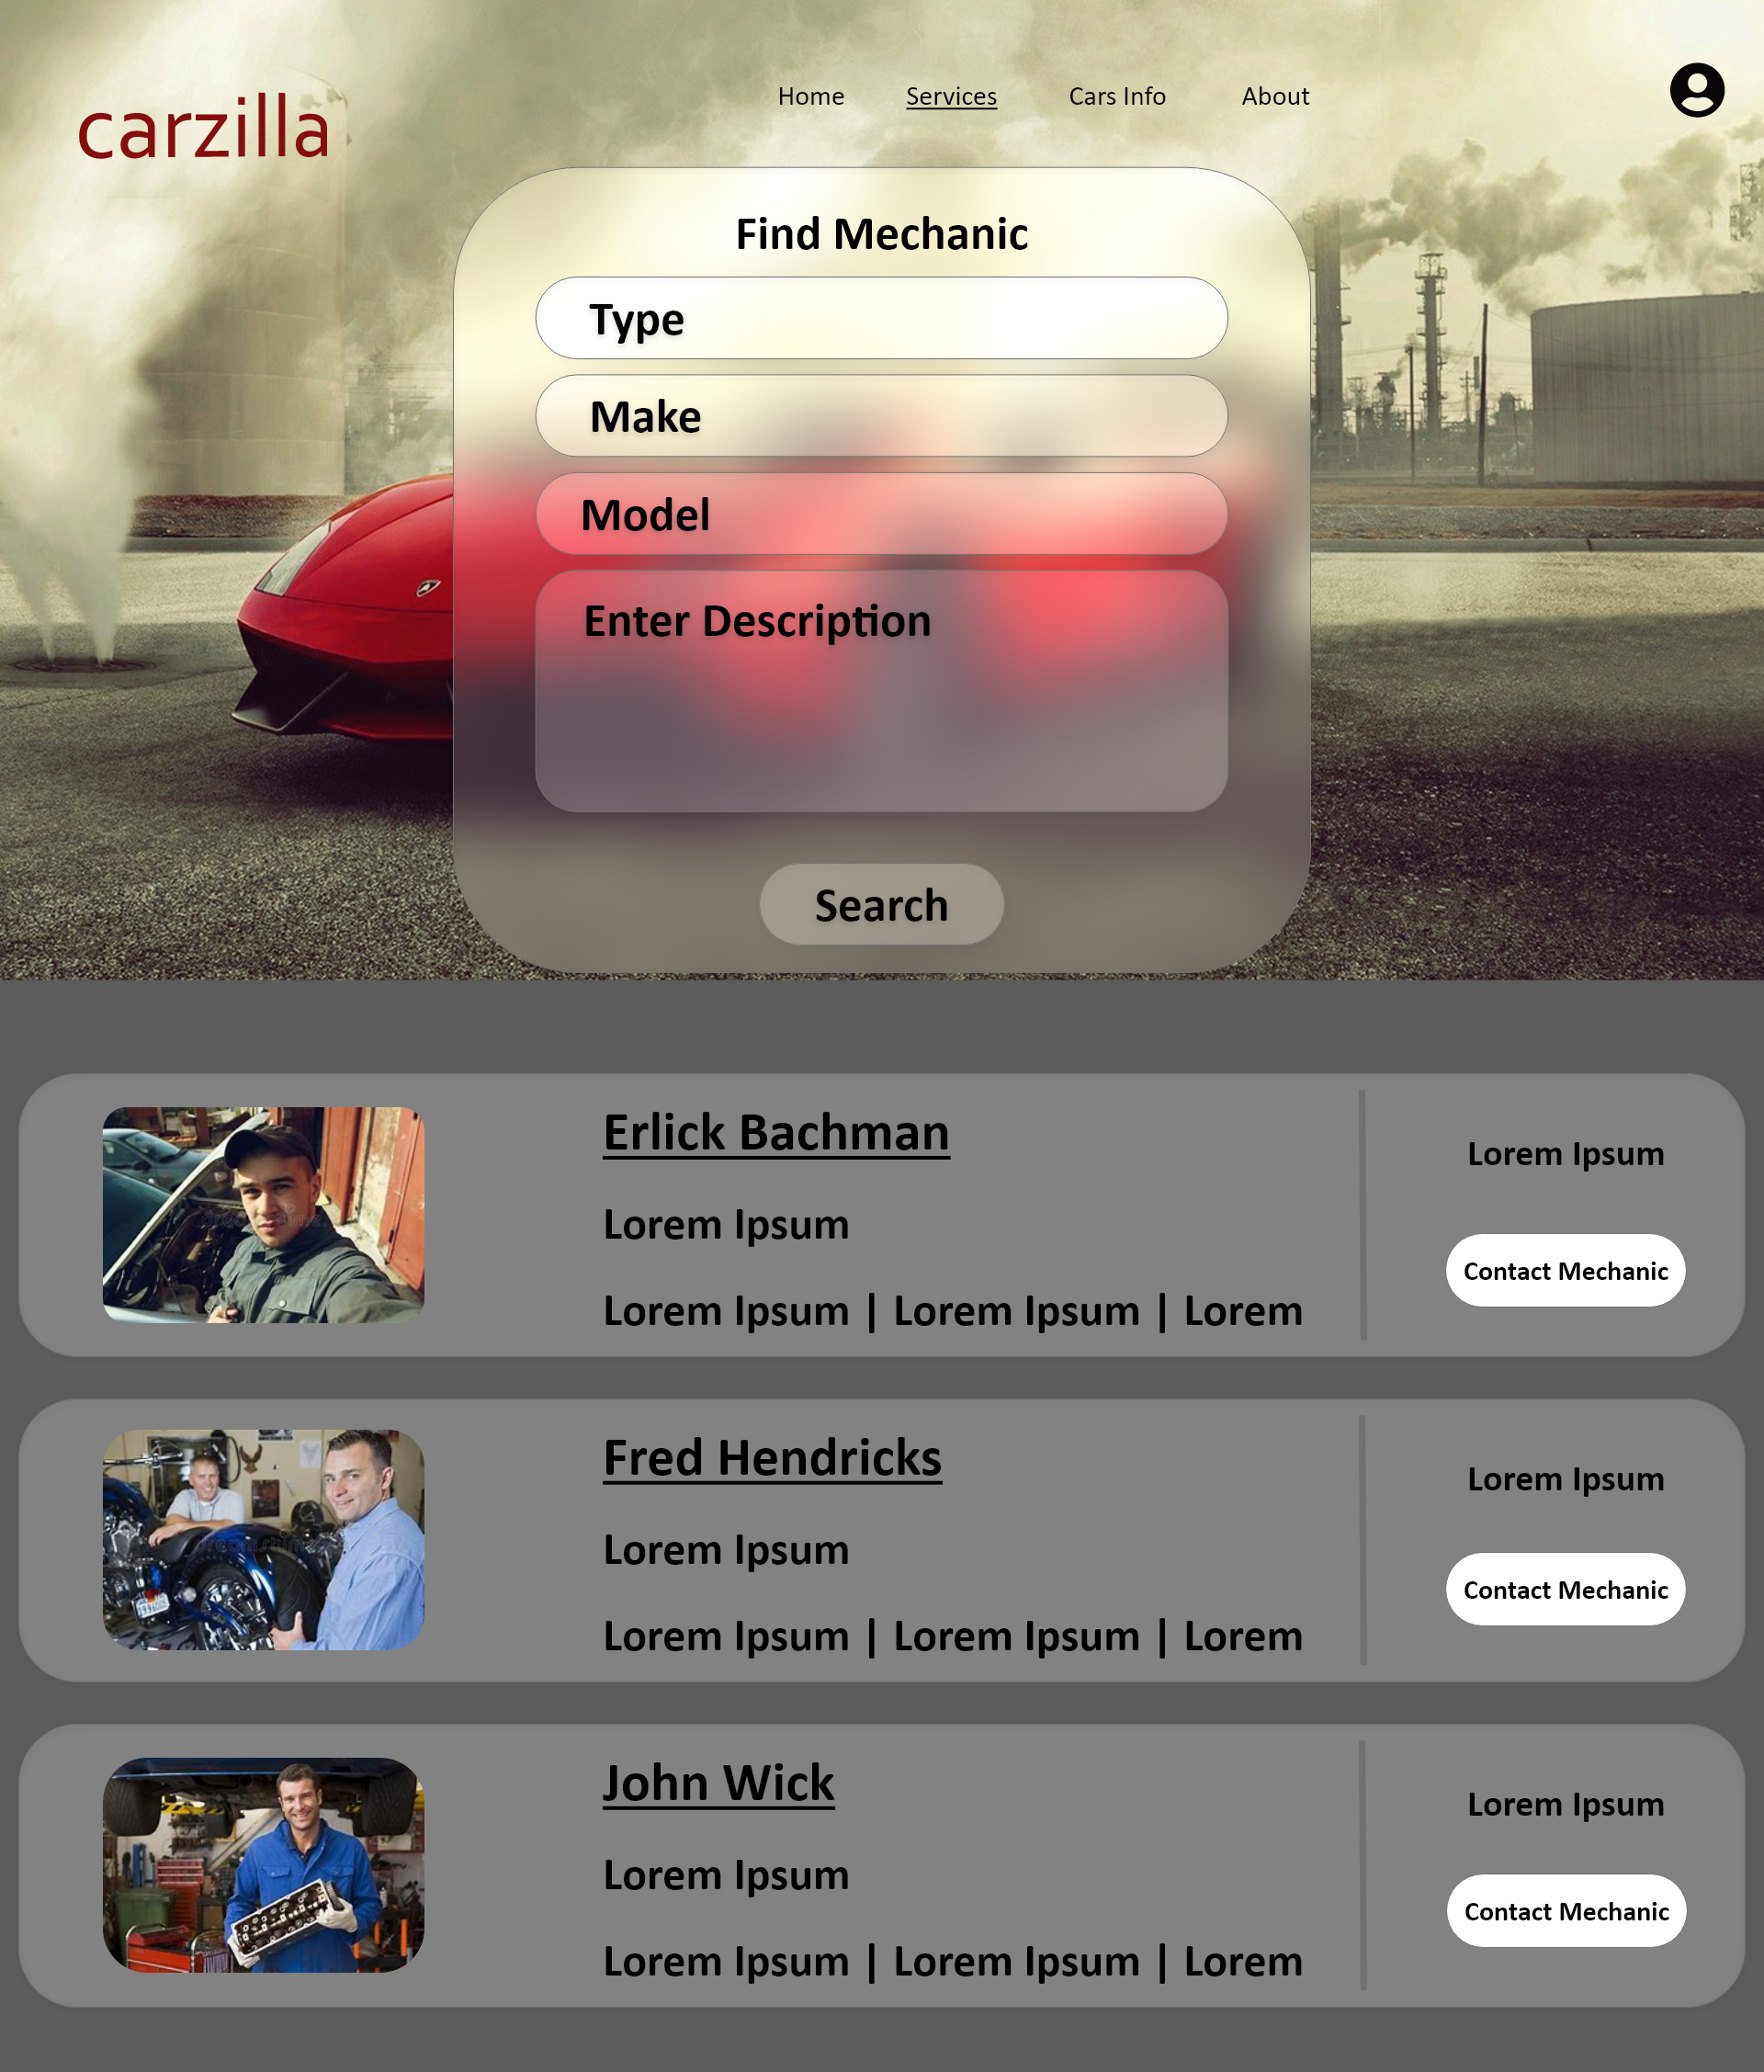 carzilla
Home Services Cars Info About
Find Mechanic
Type
Make
Model
Enter Description
Search
Erlick Bachman
Lorem Ipsum
Lorem Ipsum | Lorem Ipsum | Lorem
Lorem Ipsum
Contact Mechanic
Fred Hendricks
Lorem Ipsum
Lorem Ipsum | Lorem Ipsum | Lorem
Lorem Ipsum
Contact Mechanic
John Wick
Lorem Ipsum
Lorem Ipsum | Lorem Ipsum | Lorem
Lorem Ipsum
Contact Mechanic